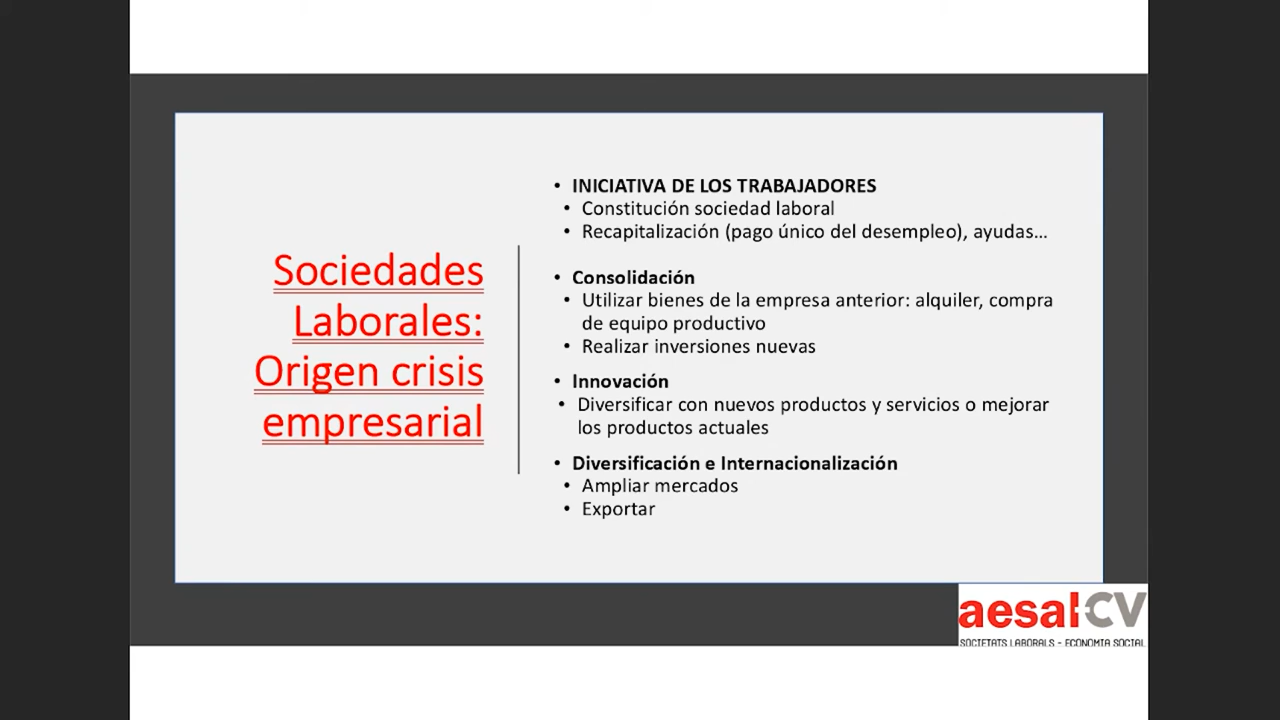 Sociedades
Laborales:
Origen crisis
empresarial
• INICIATIVA DE LOS TRABAJADORES
• Constitución sociedad laboral
• Recapitalización (pago único del desempleo), ayudas...
• Consolidación
• Utilizar bienes de la empresa anterior: alquiler, compra
de equipo productivo
• Realizar inversiones nuevas
• Innovación
• Diversificar con nuevos productos y servicios o mejorar
los productos actuales
• Diversificación e Internacionalización
• Ampliar mercados
• Exportar
aesal-CV
SOCIETATS LABORALS - ECONOMIA SOCIAL